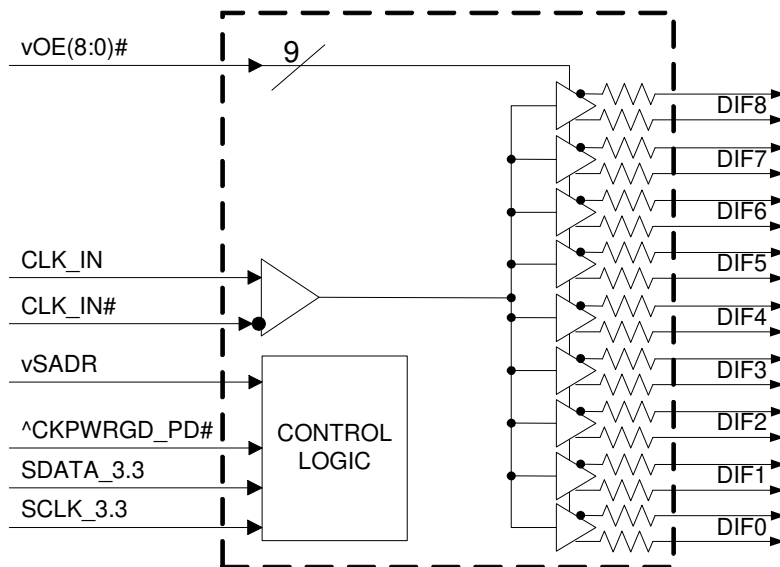 vOE(8:0)#
9
DIF8
DIF7
DIF6
CLK_IN
DIF5
CLK_IN#
DIF4
vSADR
DIF3
^CKPWRGD_PD#
CONTROL
LOGIC
DIF2
SDATA_3.3
DIF1
SCLK_3.3
DIF0